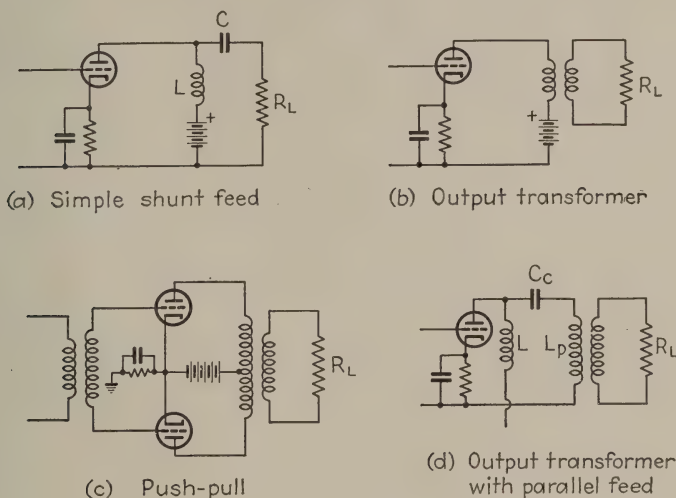 C
L
+
R_L
(a) Simple shunt feed
+
R_L
(b) Output transformer
R_L
(c) Push-pull
C_c
L
L_p
R_L
(d) Output transformer
with parallel feed